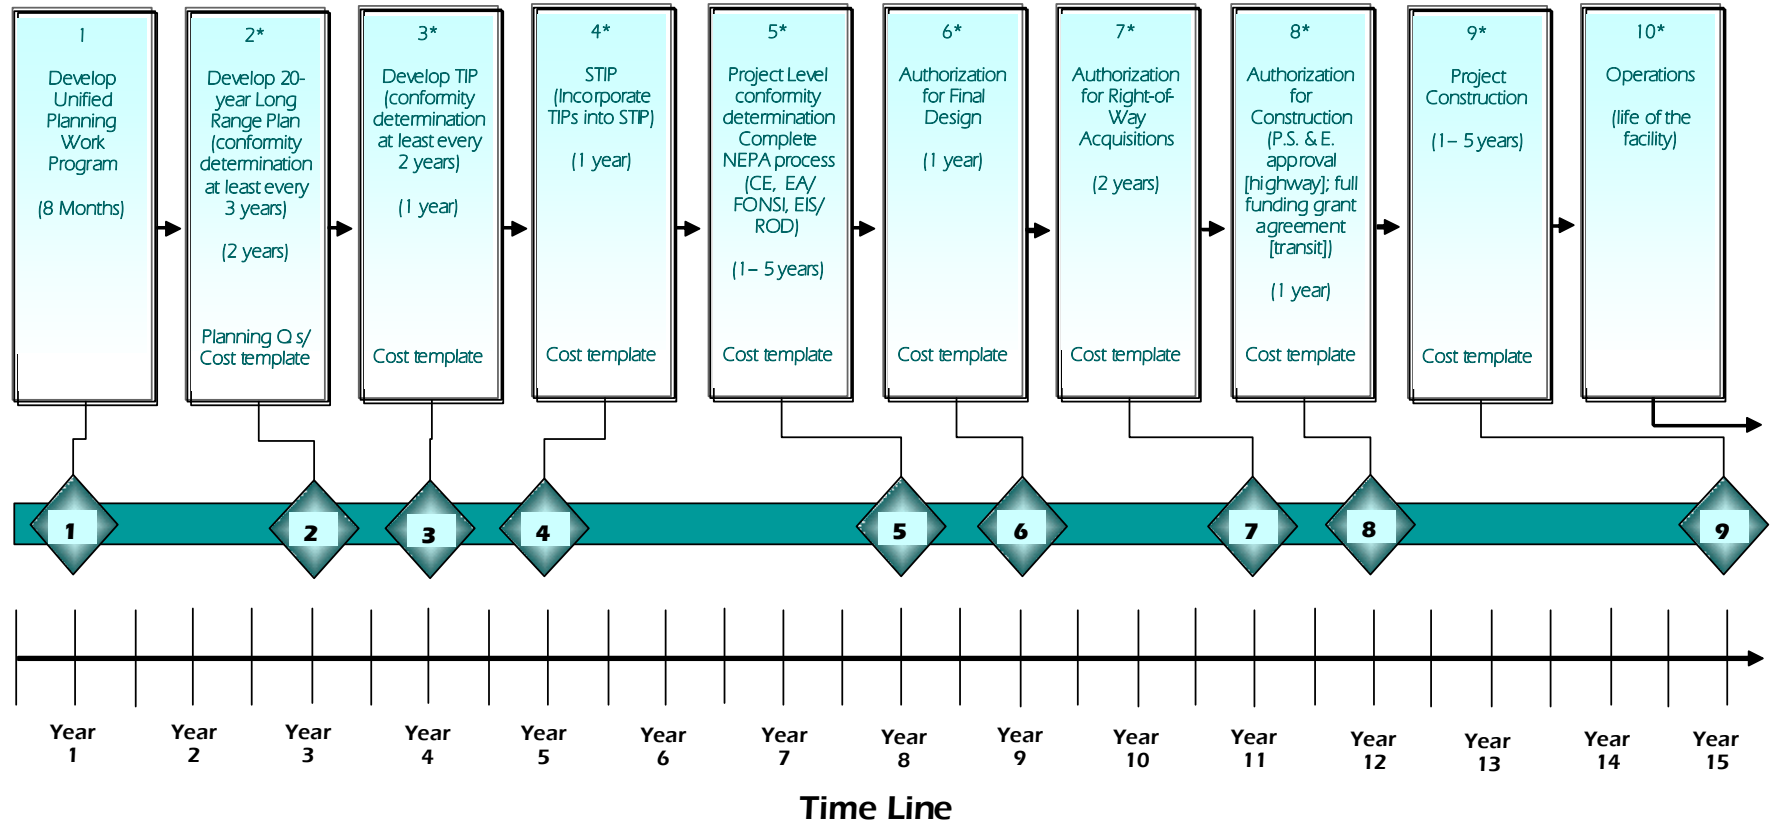 1
Develop
Unified
Planning
Work
Program
(8 Months)
2*
Develop 20-
year Long
Range Plan
(conformity
determination
at least every
3 years)
(2 years)
Planning Q s/
Cost template
3*
Develop TIP
(conformity
determination
at least every
2 years)
(1 year)
Cost template
4*
STIP
(Incorporate
TIPs into STIP)
(1 year)
Cost template
5*
Project Level
conformity
determination
Complete
NEPA process
(CE, EA/
FONSI, EIS/
ROD)
(1– 5 years)
Cost template
6*
Authorization
for Final
Design
(1 year)
Cost template
7*
Authorization
for Right-of-
Way
Acquisitions
(2 years)
Cost template
8*
Authorization
for
Construction
(P.S. & E.
approval
[highway]; full
funding grant
agreement
[transit])
(1 year)
Cost template
9*
Project
Construction
(1– 5 years)
Cost template
10*
Operations
(life of the
facility)
1
2
3
4
5
6
7
8
9
Year
1
Year
2
Year
3
Year
4
Year
5
Year
6
Year
7
Year
8
Year
9
Year
10
Year
11
Year
12
Year
13
Year
14
Year
15
Time Line